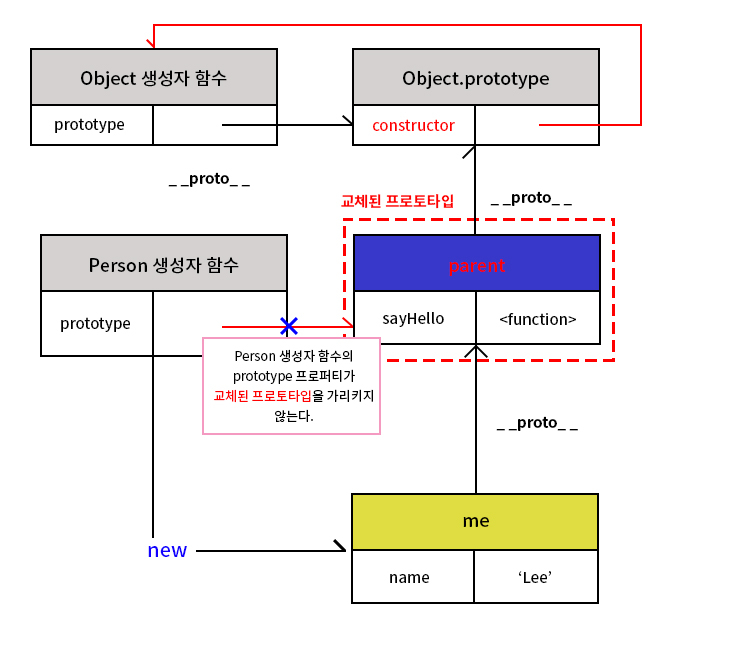 Object 생성자 함수
Object.prototype
prototype
constructor
_ _proto_ _
교체된 프로토타입
_ _proto_ _
Person 생성자 함수
parent
prototype
sayHello
<function>
Person 생성자 함수의
prototype 프로퍼티가
교체된 프로토타입을 가리키지
않는다.
_ _proto_ _
me
new
name
‘Lee’